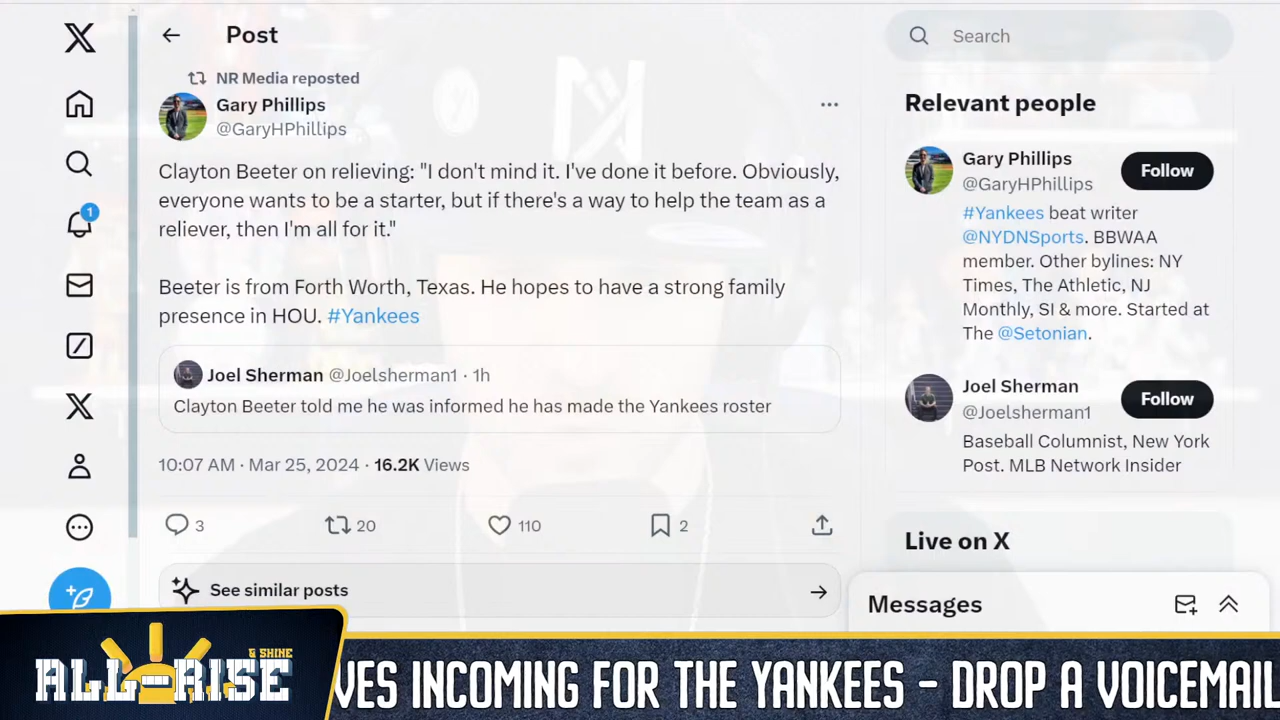 Post
Search
NR Media reposted
Gary Phillips
@GaryHPhillips
Clayton Beeter on relieving: "I don't mind it. I've done it before. Obviously,
everyone wants to be a starter, but if there's a way to help the team as a
reliever, then I'm all for it."
Beeter is from Forth Worth, Texas. He hopes to have a strong family
presence in HOU. #Yankees
Joel Sherman @Joelsherman1 · 1h
Clayton Beeter told me he was informed he has made the Yankees roster
10:07 AM · Mar 25, 2024 · 16.2K Views
3 20 110 2
See similar posts
1
Relevant people
Gary Phillips
@GaryHPhillips
Follow
#Yankees beat writer
@NYDNSports. BBWAA
member. Other bylines: NY
Times, The Athletic, NJ
Monthly, SI & more. Started at
The @Setonian.
Joel Sherman
@Joelsherman1
Follow
Baseball Columnist, New York
Post. MLB Network Insider
Live on X
Messages
ALL-RISE
& SHINE
VES INCOMING FOR THE YANKEES - DROP A VOICEMAIL